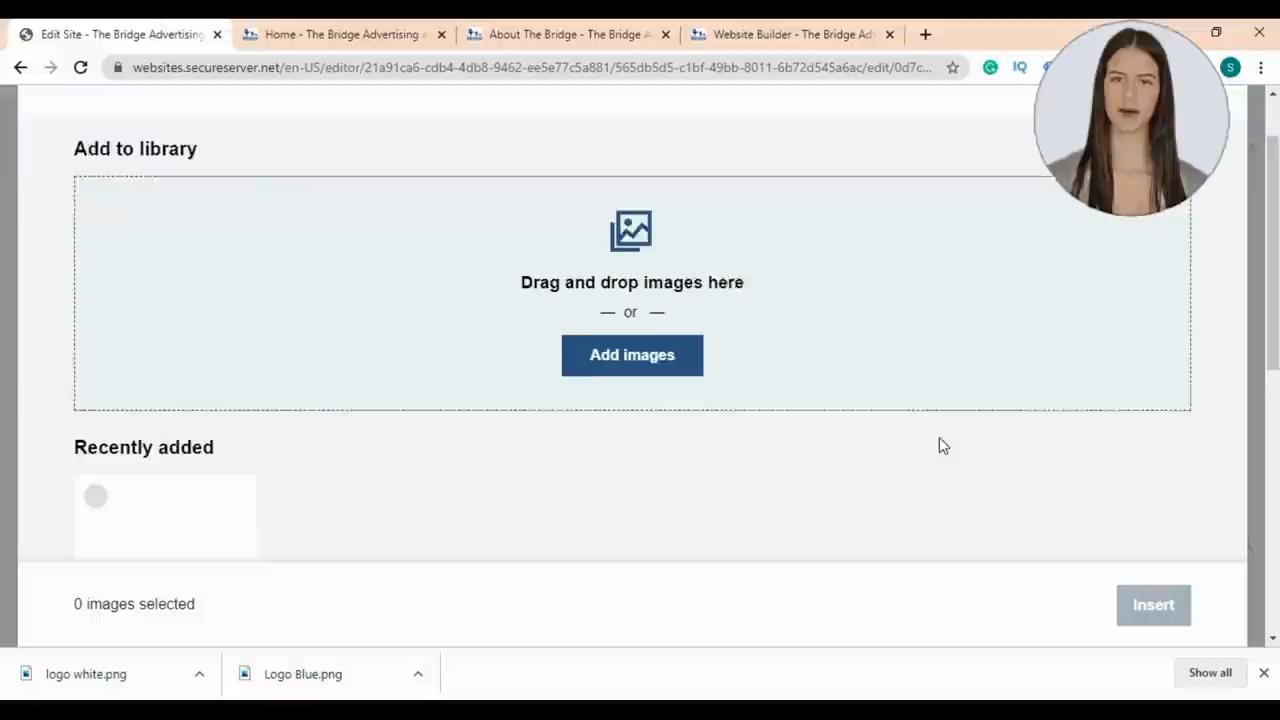 Edit Site - The Bridge Advertising
Home - The Bridge Advertising
About The Bridge - The Bridge A
Website Builder - The Bridge Ad
websites.secureserver.net/en-US/editor/21a91ca6-cdb4-4db8-9462-ee5e77c5a881/565db5d5-c1bf-49bb-8011-6b72d545a6ac/edit/0d7c...
IQ
S
Add to library
Drag and drop images here
— or —
Add images
Recently added
0 images selected
Insert
logo white.png
Logo Blue.png
Show all